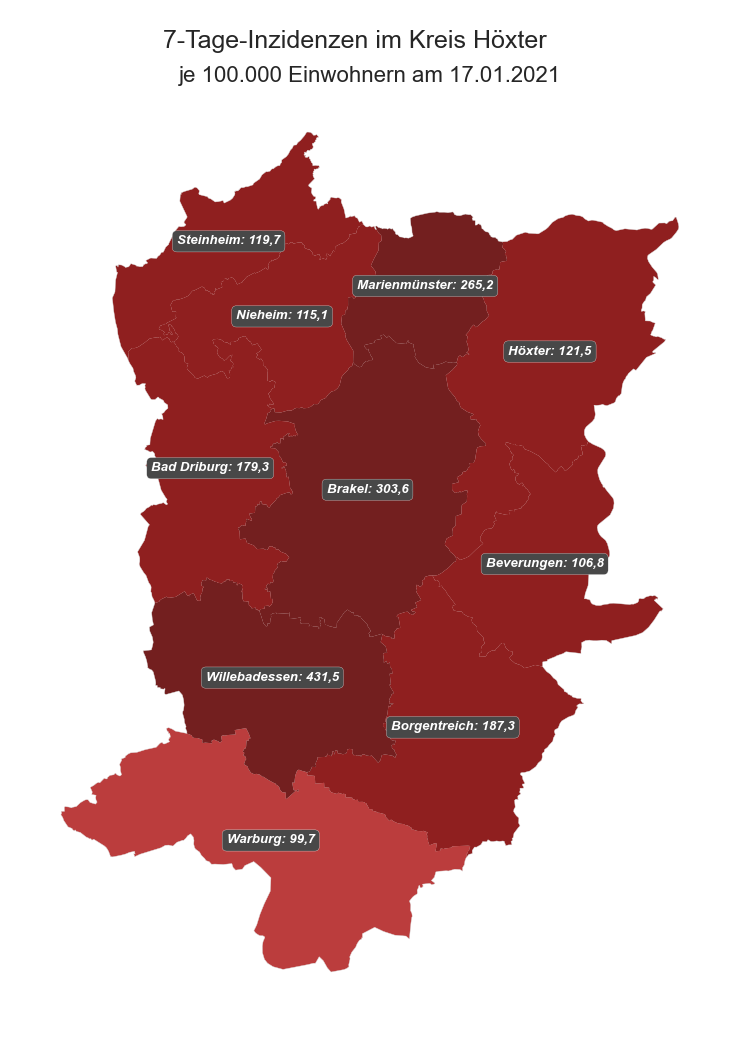 7-Tage-Inzidenzen im Kreis Höxter
je 100.000 Einwohnern am 17.01.2021
Steinheim: 119,7
Marienmünster: 265,2
Nieheim: 115,1
Höxter: 121,5
Bad Driburg: 179,3
Brakel: 303,6
Beverungen: 106,8
Willebadessen: 431,5
Borgentreich: 187,3
Warburg: 99,7